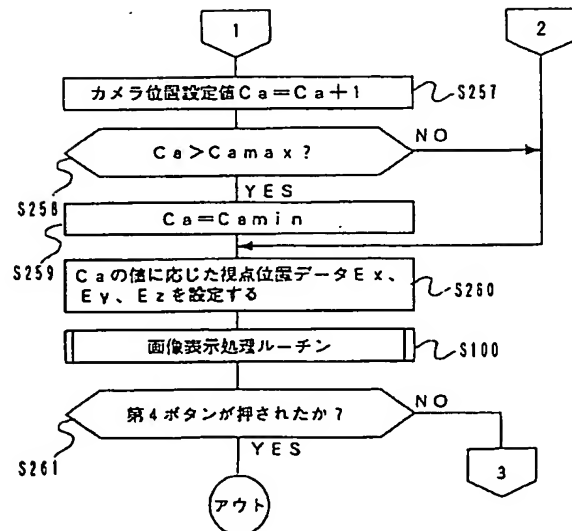 1
2
カメラ位置設定値Ca=Ca+1
S257
Ca>Camax?
NO
S258
YES
Ca=Camin
S259
Caの値に応じた視点位置データEx、
Ey、Ezを設定する
S260
画像表示処理ルーチン
S100
第4ボタンが押されたか?
NO
S261
YES
3
アウト